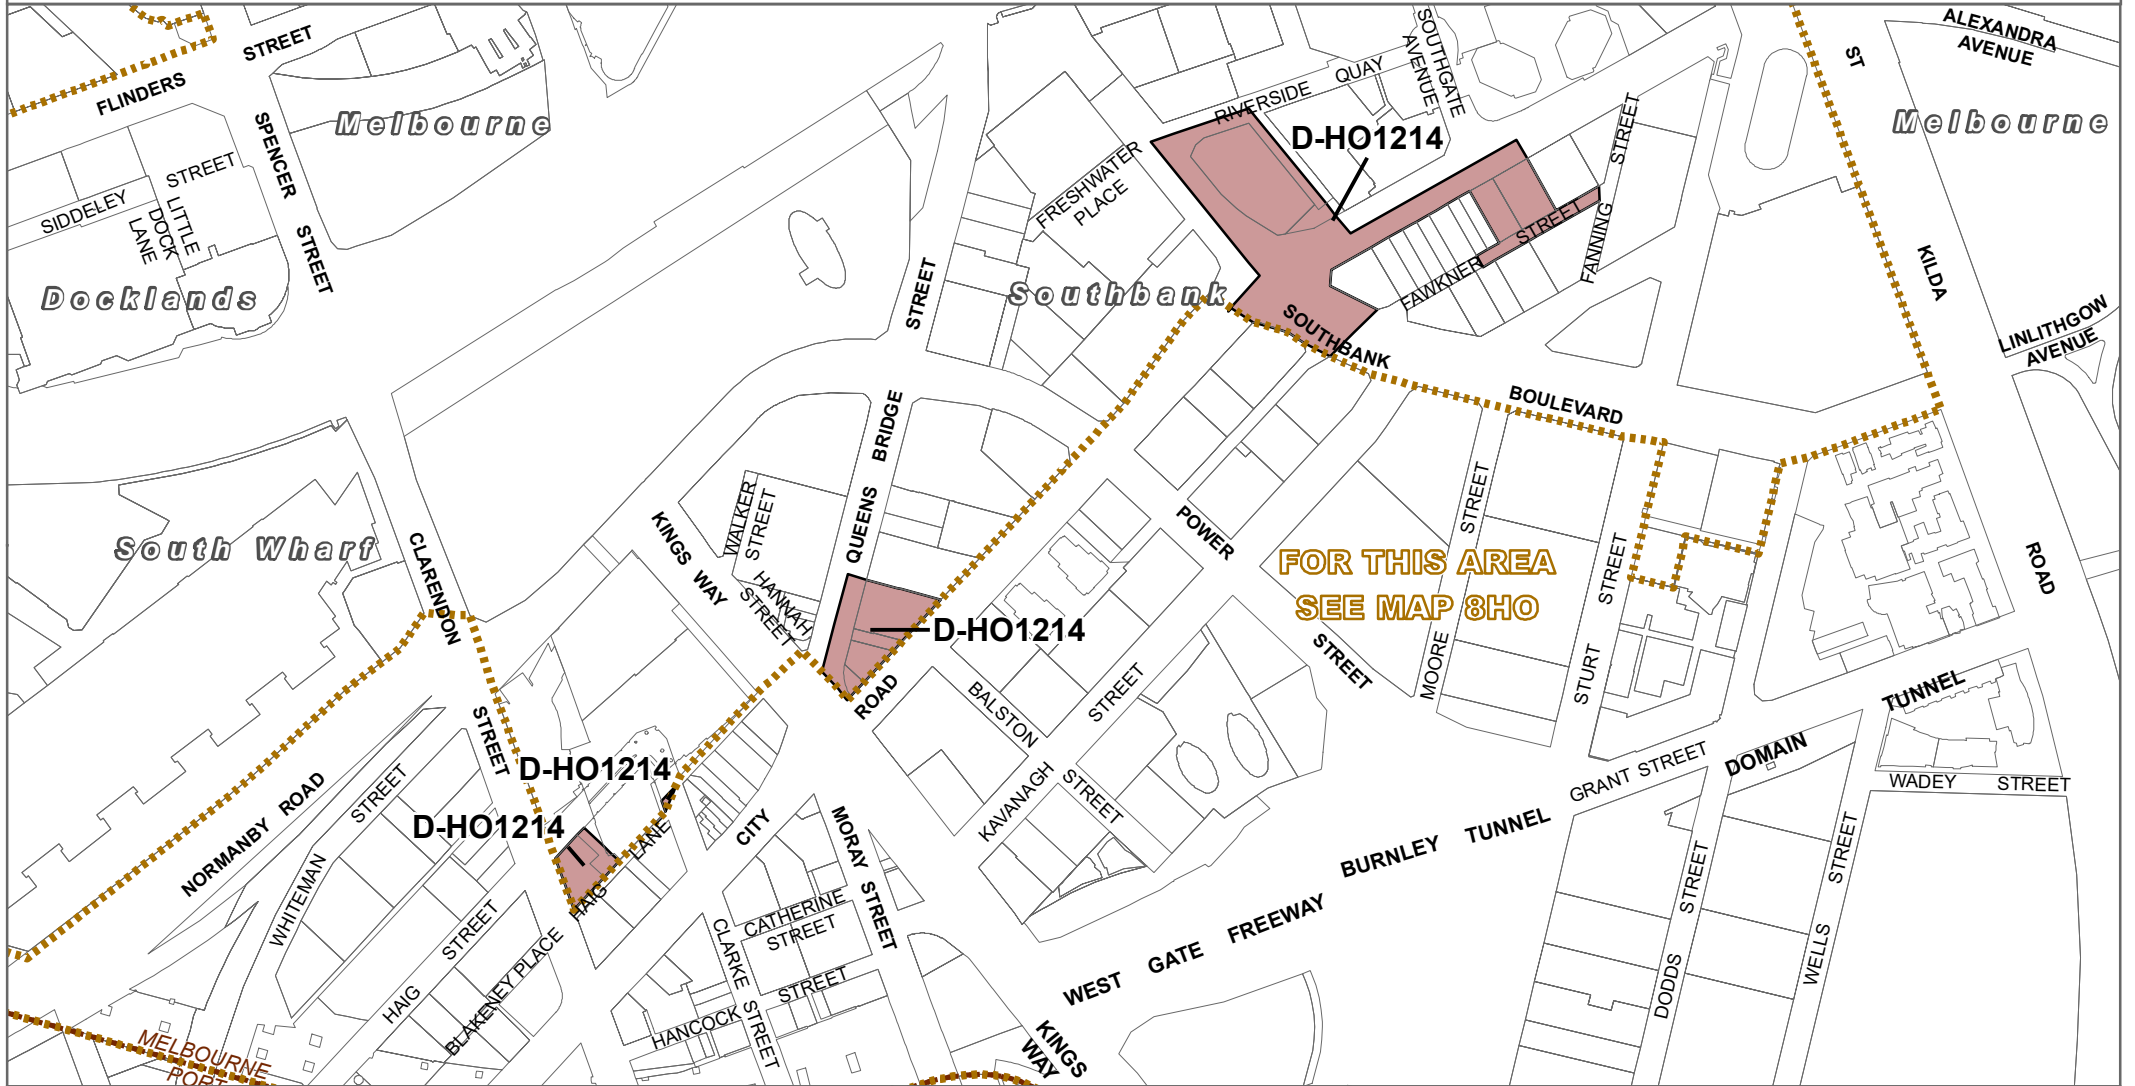 FLINDERS
STREET
SPENCER
STREET
Melbourne
SIDDELEY
STREET
LITTLE
DOCK
LANE
Docklands
RIVERSIDE
QUAY
SOUTHGATE
AVENUE
D-HO1214
FRESHWATER
PLACE
STREET
FANNING
STREET
FAWKNER
Southbank
SOUTHBANK
BOULEVARD
ST
KILDA
ROAD
ALEXANDRA
AVENUE
Melbourne
LINLITHGOW
AVENUE
STREET
QUEENS
BRIDGE
WALKER
STREET
KINGS
WAY
HANNAH
STREET
South Wharf
CLARENDON
STREET
POWER
STREET
FOR THIS AREA
SEE MAP 8HO
MOORE
STREET
STURT
STREET
D-HO1214
ROAD
BALSTON
STREET
KAVANAGH
STREET
D-HO1214
D-HO1214
HAIG
LANE
CITY
MORAY
STREET
NORMANBY
ROAD
WHITEMAN
STREET
HAIG
STREET
BLAKENEY PLACE
CATHERINE
STREET
CLARKE
STREET
HANCOCK
STREET
GRANT STREET
DOMAIN
TUNNEL
WADEY
STREET
BURNLEY
TUNNEL
WEST
GATE
FREEWAY
DODDS
STREET
WELLS
STREET
KINGS
WAY
MELBOURNE
PORT